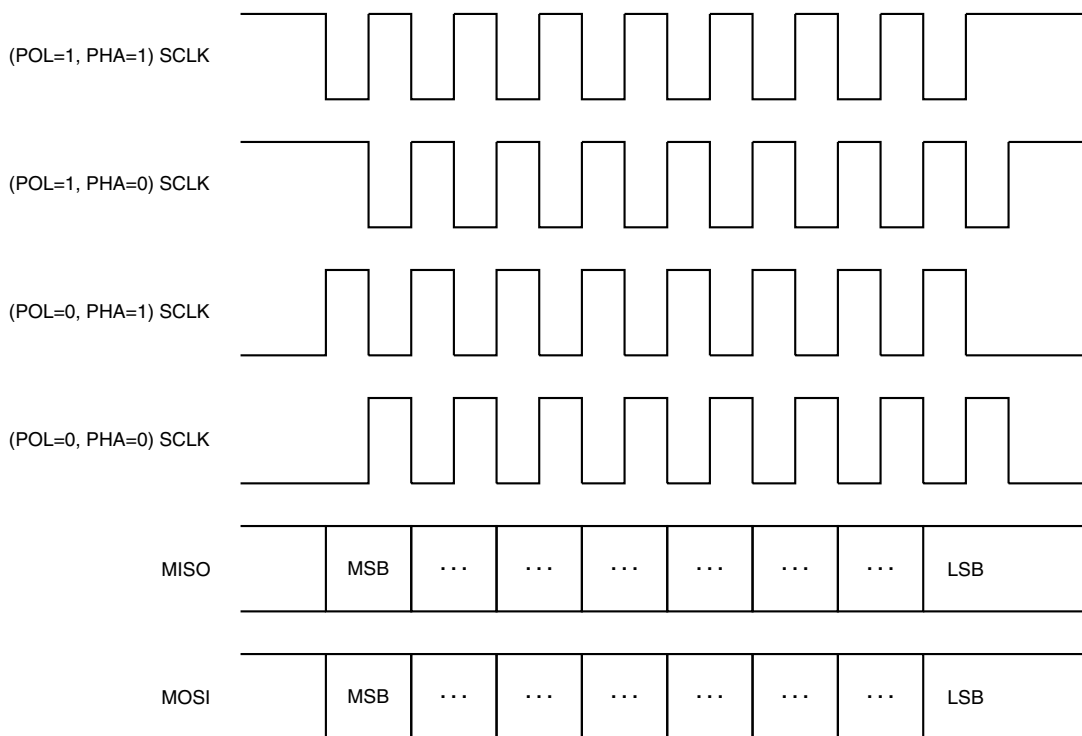 (POL=1, PHA=1) SCLK
(POL=1, PHA=0) SCLK
(POL=0, PHA=1) SCLK
(POL=0, PHA=0) SCLK
MISO MSB ... ... ... ... ... ... LSB
MOSI MSB ... ... ... ... ... ... LSB